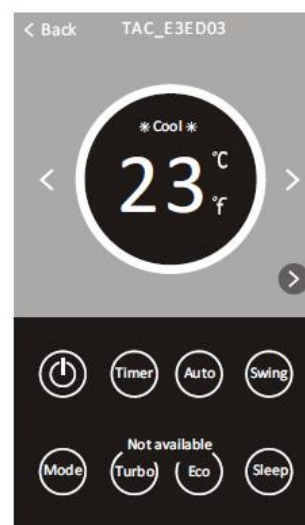 < Back TAC_E3ED03
*Cool*
23 °C
°f
Timer Auto Swing
Not available
Mode Turbo Eco Sleep